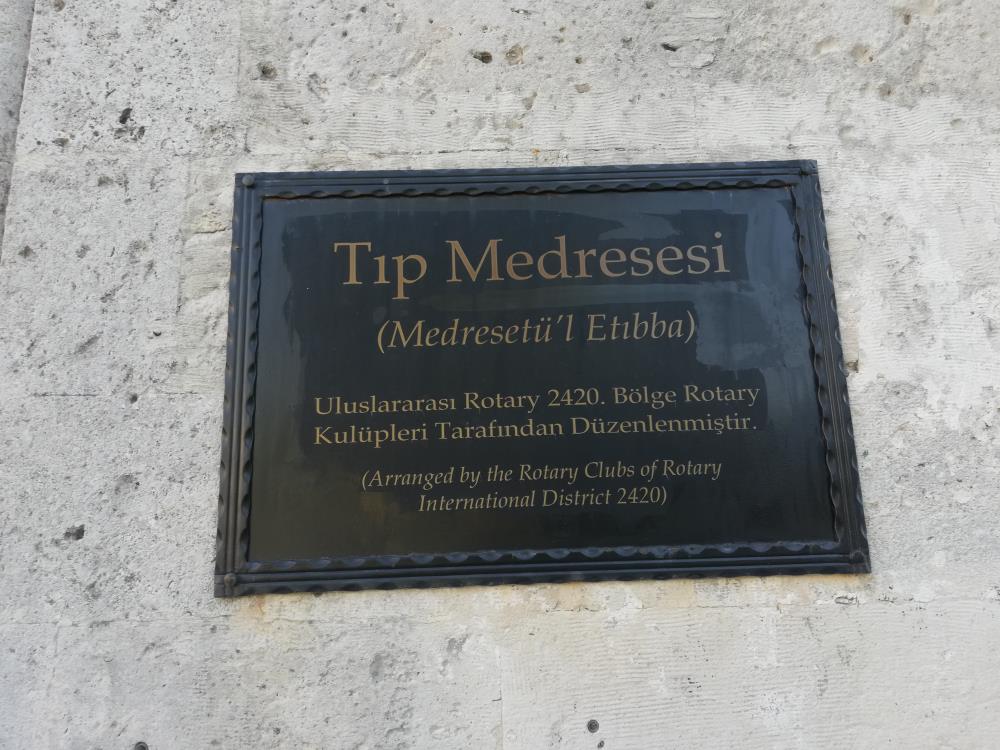 Tıp Medresesi
(Medresetü'l Etıbba)
Uluslararası Rotary 2420. Bölge Rotary
Kulüpleri Tarafından Düzenlenmiştir.
(Arranged by the Rotary Clubs of Rotary
International District 2420)